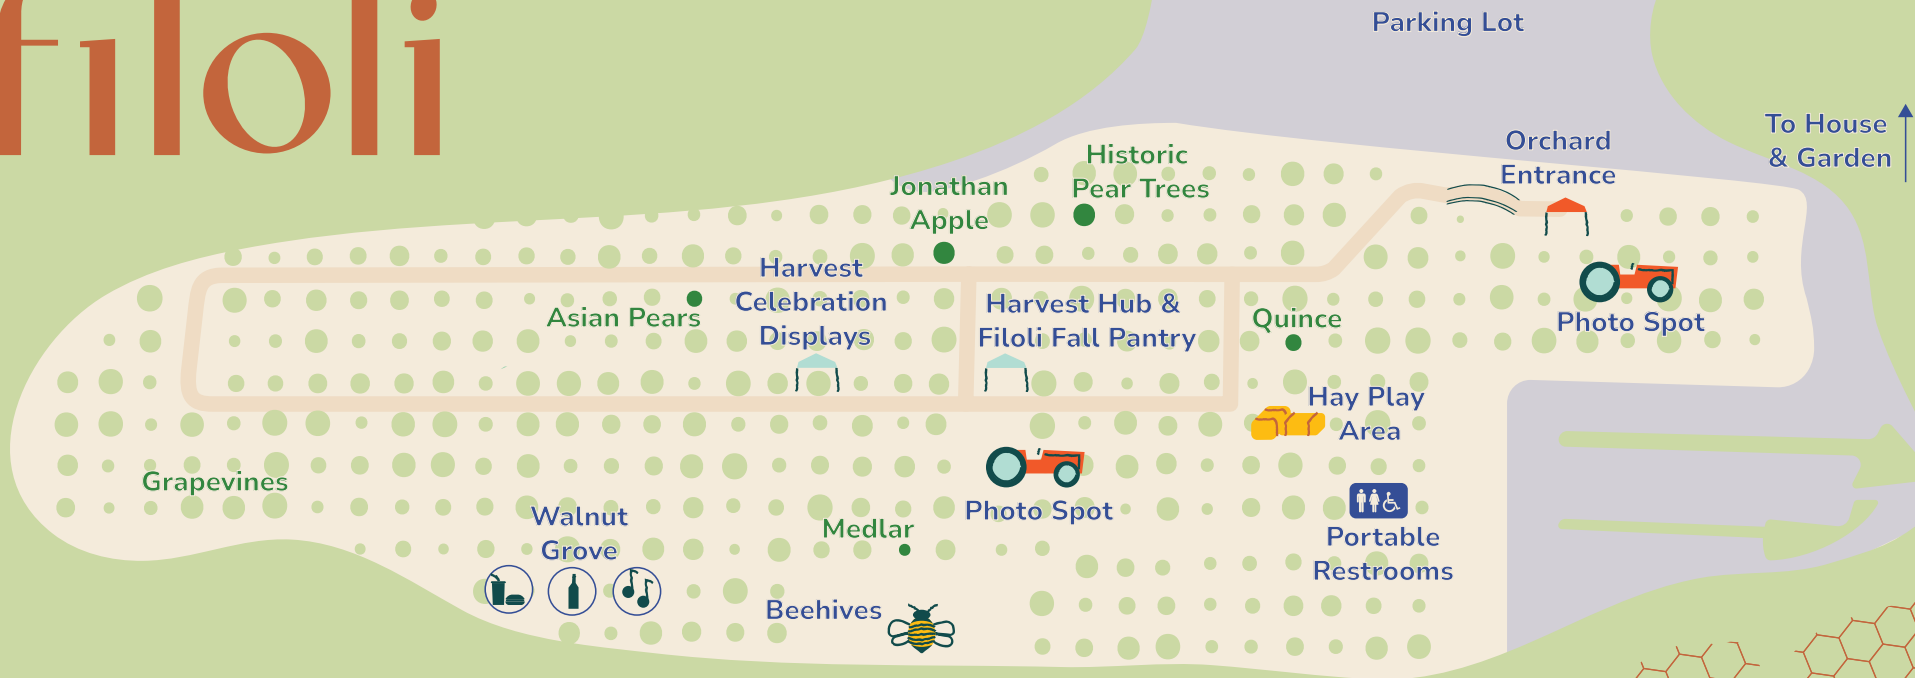 filoli
Parking Lot
To House
& Garden
Orchard
Entrance
Historic
Pear Trees
Jonathan
Apple
Harvest
Celebration
Displays
Asian Pears
Harvest Hub &
Filoli Fall Pantry
Quince
Photo Spot
Hay Play
Area
Grapevines
Walnut
Grove
Medlar
Photo Spot
Portable
Restrooms
Beehives